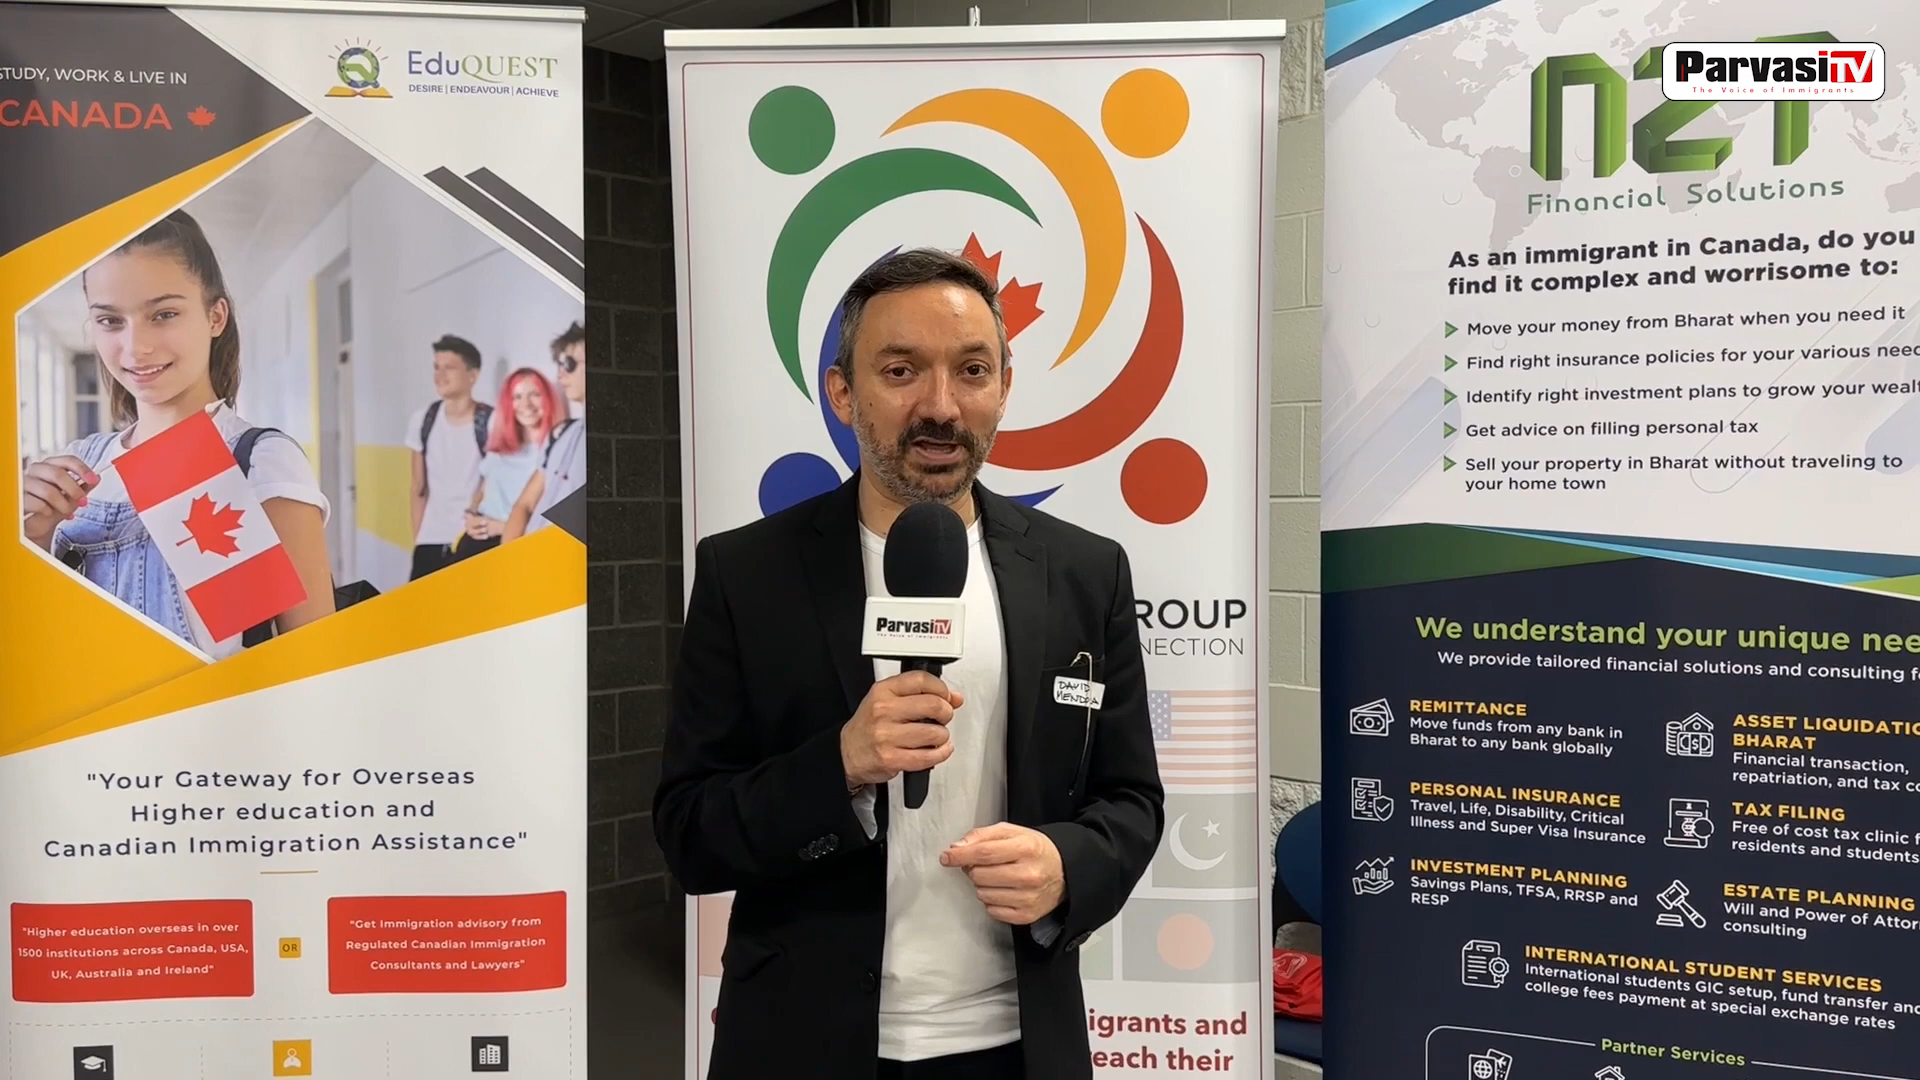 STUDY, WORK & LIVE IN
CANADA
EduQUEST
DESIRE | ENDEAVOUR | ACHIEVE
"Your Gateway for Overseas
Higher education and
Canadian Immigration Assistance"
"Higher education overseas in over
1500 institutions across Canada, USA,
UK, Australia and Ireland"
OR
"Get Immigration advisory from
Regulated Canadian Immigration
Consultants and Lawyers"
ROUP
NECTION
igrants and
each their
ParvasiTV
The Voice of Immigrants
DAVID
MENDOZA
ParvasiTV
The Voice of Immigrants
n2t
Financial Solutions
As an immigrant in Canada, do you
find it complex and worrisome to:
Move your money from Bharat when you need it
Find right insurance policies for your various need
Identify right investment plans to grow your wealt
Get advice on filling personal tax
Sell your property in Bharat without traveling to
your home town
We understand your unique nee
We provide tailored financial solutions and consulting f
REMITTANCE
Move funds from any bank in
Bharat to any bank globally
ASSET LIQUIDATIO
BHARAT
Financial transaction,
repatriation, and tax co
PERSONAL INSURANCE
Travel, Life, Disability, Critical
Illness and Super Visa Insurance
TAX FILING
Free of cost tax clinic f
residents and students
INVESTMENT PLANNING
Savings Plans, TFSA, RRSP and
RESP
ESTATE PLANNING
Will and Power of Attor
consulting
INTERNATIONAL STUDENT SERVICES
International students GIC setup, fund transfer and
college fees payment at special exchange rates
Partner Services